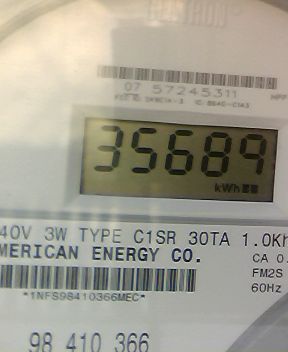 07 57245311
35689
kWh
40V 3W TYPE C1SR 30TA 1.0Kh
MERICAN ENERGY CO.
CA 0.
FM2S
60Hz
*1NFS98410366MEC*
98 410 366